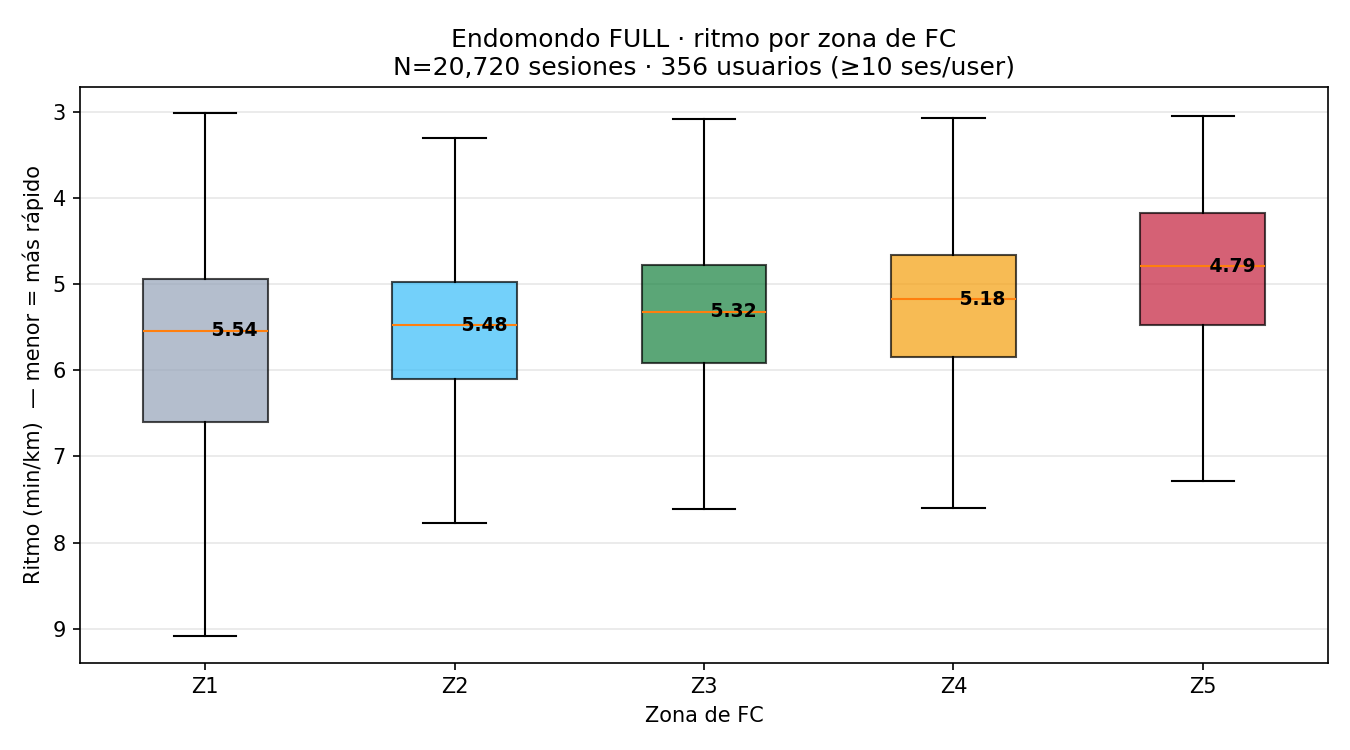 Endomondo FULL · ritmo por zona de FC
N=20,720 sesiones · 356 usuarios (≥10 ses/user)
Ritmo (min/km) — menor = más rápido
3
4
5
6
7
8
9
5.54
5.48
5.32
5.18
4.79
Z1
Z2
Z3
Z4
Z5
Zona de FC